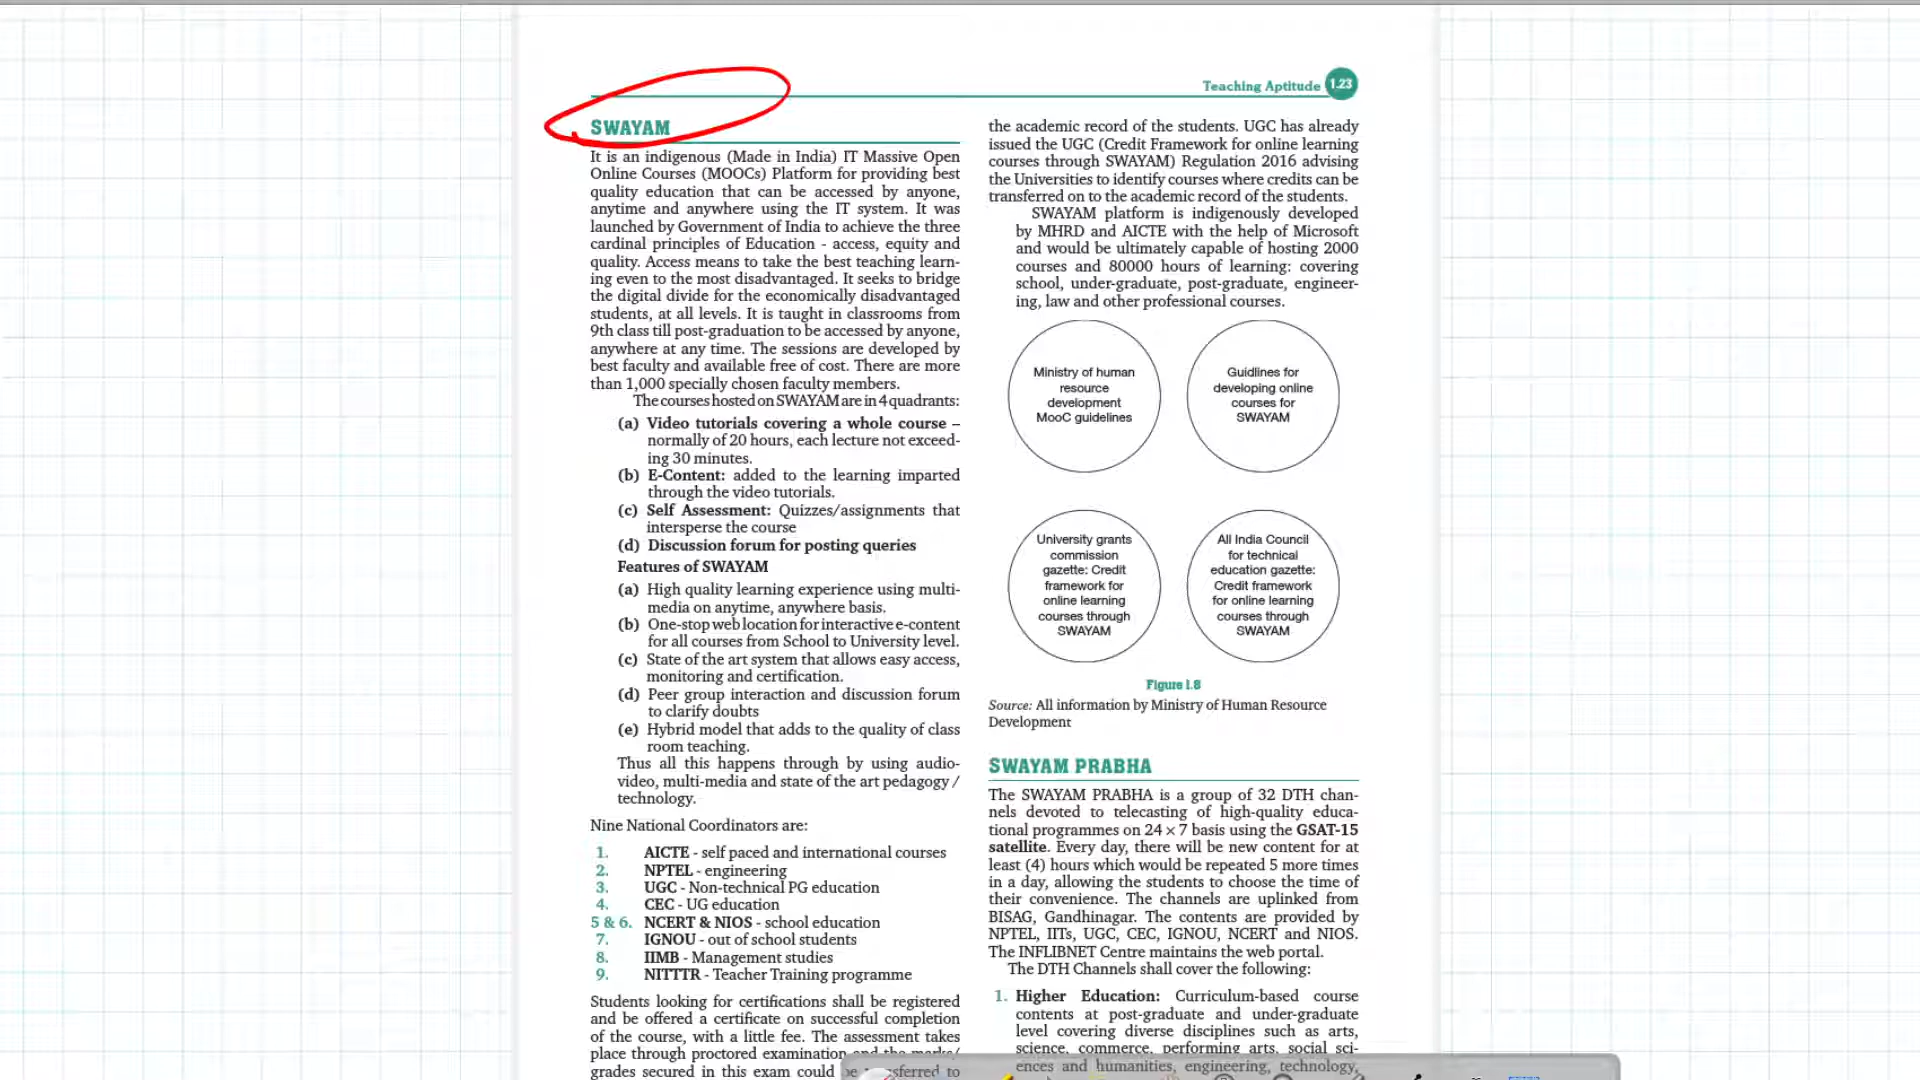 Teaching Aptitude 1.23
SWAYAM
It is an indigenous (Made in India) IT Massive Open
Online Courses (MOOCs) Platform for providing best
quality education that can be accessed by anyone,
anytime and anywhere using the IT system. It was
launched by Government of India to achieve the three
cardinal principles of Education - access, equity and
quality. Access means to take the best teaching learn-
ing even to the most disadvantaged. It seeks to bridge
the digital divide for the economically disadvantaged
students, at all levels. It is taught in classrooms from
9th class till post-graduation to be accessed by anyone,
anywhere at any time. The sessions are developed by
best faculty and available free of cost. There are more
than 1,000 specially chosen faculty members.
The courses hosted on SWAYAM are in 4 quadrants:
(a) Video tutorials covering a whole course –
normally of 20 hours, each lecture not exceed-
ing 30 minutes.
(b) E-Content: added to the learning imparted
through the video tutorials.
(c) Self Assessment: Quizzes/assignments that
intersperse the course
(d) Discussion forum for posting queries
Features of SWAYAM
(a) High quality learning experience using multi-
media on anytime, anywhere basis.
(b) One-stop web location for interactive e-content
for all courses from School to University level.
(c) State of the art system that allows easy access,
monitoring and certification.
(d) Peer group interaction and discussion forum
to clarify doubts
(e) Hybrid model that adds to the quality of class
room teaching.
Thus all this happens through by using audio-
video, multi-media and state of the art pedagogy /
technology.
Nine National Coordinators are:
1. AICTE - self paced and international courses
2. NPTEL - engineering
3. UGC - Non-technical PG education
4. CEC - UG education
5 & 6. NCERT & NIOS - school education
7. IGNOU - out of school students
8. IIMB - Management studies
9. NITTTR - Teacher Training programme
Students looking for certifications shall be registered
and be offered a certificate on successful completion
of the course, with a little fee. The assessment takes
place through proctored examination and the marks/
grades secured in this exam could be transferred to
the academic record of the students. UGC has already
issued the UGC (Credit Framework for online learning
courses through SWAYAM) Regulation 2016 advising
the Universities to identify courses where credits can be
transferred on to the academic record of the students.
SWAYAM platform is indigenously developed
by MHRD and AICTE with the help of Microsoft
and would be ultimately capable of hosting 2000
courses and 80000 hours of learning: covering
school, under-graduate, post-graduate, engineer-
ing, law and other professional courses.
Ministry of human
resource
development
MooC guidelines
Guidlines for
developing online
courses for
SWAYAM
University grants
commission
gazette: Credit
framework for
online learning
courses through
SWAYAM
All India Council
for technical
education gazette:
Credit framework
for online learning
courses through
SWAYAM
Figure 1.8
Source: All information by Ministry of Human Resource
Development
SWAYAM PRABHA
The SWAYAM PRABHA is a group of 32 DTH chan-
nels devoted to telecasting of high-quality educa-
tional programmes on 24 × 7 basis using the GSAT-15
satellite. Every day, there will be new content for at
least (4) hours which would be repeated 5 more times
in a day, allowing the students to choose the time of
their convenience. The channels are uplinked from
BISAG, Gandhinagar. The contents are provided by
NPTEL, IITs, UGC, CEC, IGNOU, NCERT and NIOS.
The INFLIBNET Centre maintains the web portal.
The DTH Channels shall cover the following:
1. Higher Education: Curriculum-based course
contents at post-graduate and under-graduate
level covering diverse disciplines such as arts,
science, commerce, performing arts, social sci-
ences and humanities, engineering, technology,